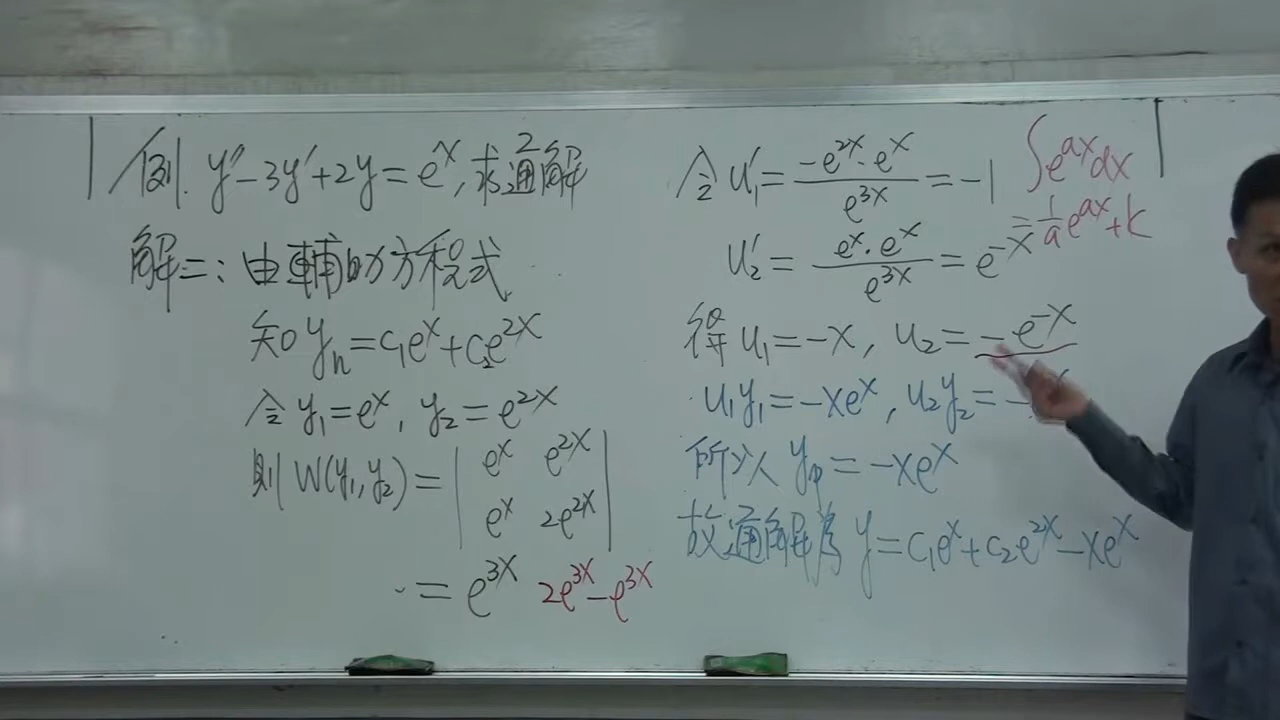 例. y″-3y′+2y=eˣ, 求通解
2
解二: 由輔助方程式
知 yₕ=c₁eˣ+c₂e²ˣ
令 y₁=eˣ, y₂=e²ˣ
則 W(y₁,y₂)= | eˣ e²ˣ |
| eˣ 2e²ˣ |
= e³ˣ 2e³ˣ-e³ˣ
令 u₁′= (-e²ˣ·eˣ)/e³ˣ = -1
u₂′= (eˣ·eˣ)/e³ˣ = e⁻ˣ
∫eᵃˣdx
= 1/a eᵃˣ+k
得 u₁=-x, u₂=-e⁻ˣ
u₁y₁=-xeˣ, u₂y₂=-
所以 yₚ=-xeˣ
故通解為 y=c₁eˣ+c₂e²ˣ-xeˣ